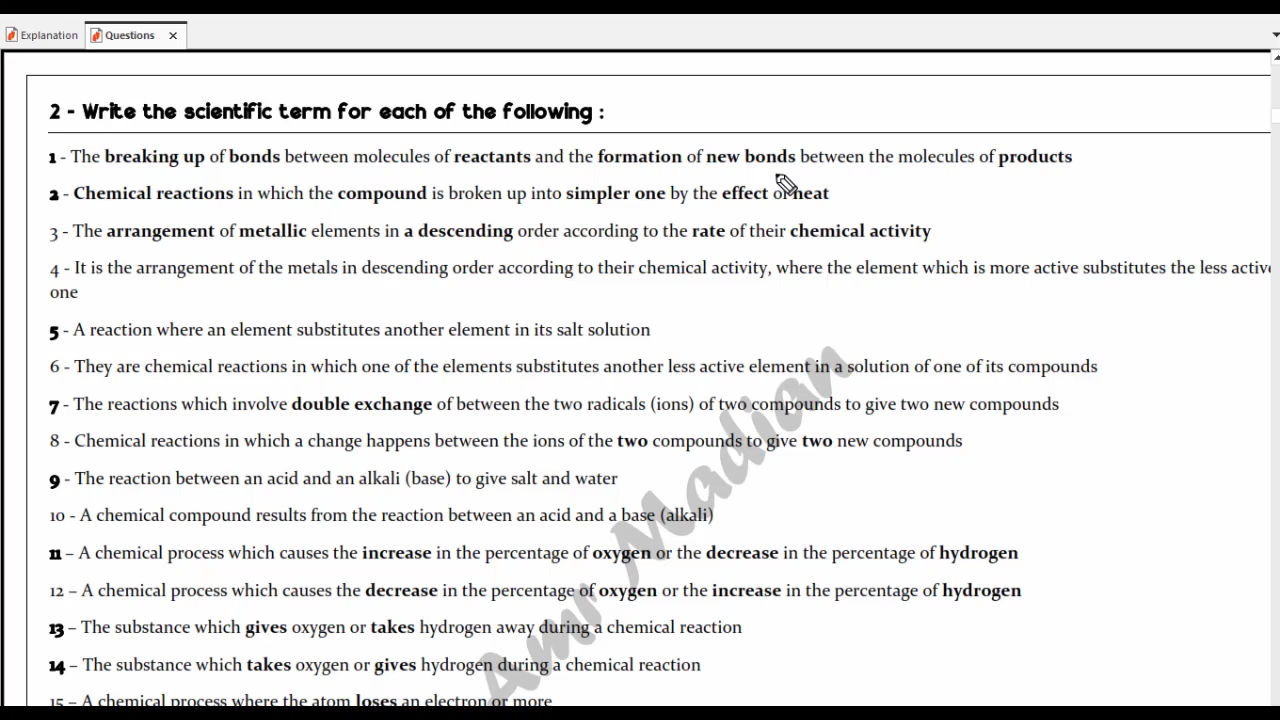 Explanation
Questions
2 - Write the scientific term for each of the following :
1 - The breaking up of bonds between molecules of reactants and the formation of new bonds between the molecules of products
2 - Chemical reactions in which the compound is broken up into simpler one by the effect of heat
3 - The arrangement of metallic elements in a descending order according to the rate of their chemical activity
4 - It is the arrangement of the metals in descending order according to their chemical activity, where the element which is more active substitutes the less active
one
5 - A reaction where an element substitutes another element in its salt solution
6 - They are chemical reactions in which one of the elements substitutes another less active element in a solution of one of its compounds
7 - The reactions which involve double exchange of between the two radicals (ions) of two compounds to give two new compounds
8 - Chemical reactions in which a change happens between the ions of the two compounds to give two new compounds
9 - The reaction between an acid and an alkali (base) to give salt and water
10 - A chemical compound results from the reaction between an acid and a base (alkali)
11 – A chemical process which causes the increase in the percentage of oxygen or the decrease in the percentage of hydrogen
12 – A chemical process which causes the decrease in the percentage of oxygen or the increase in the percentage of hydrogen
13 – The substance which gives oxygen or takes hydrogen away during a chemical reaction
14 – The substance which takes oxygen or gives hydrogen during a chemical reaction
15 – A chemical process where the atom loses an electron or more
Amr Madian